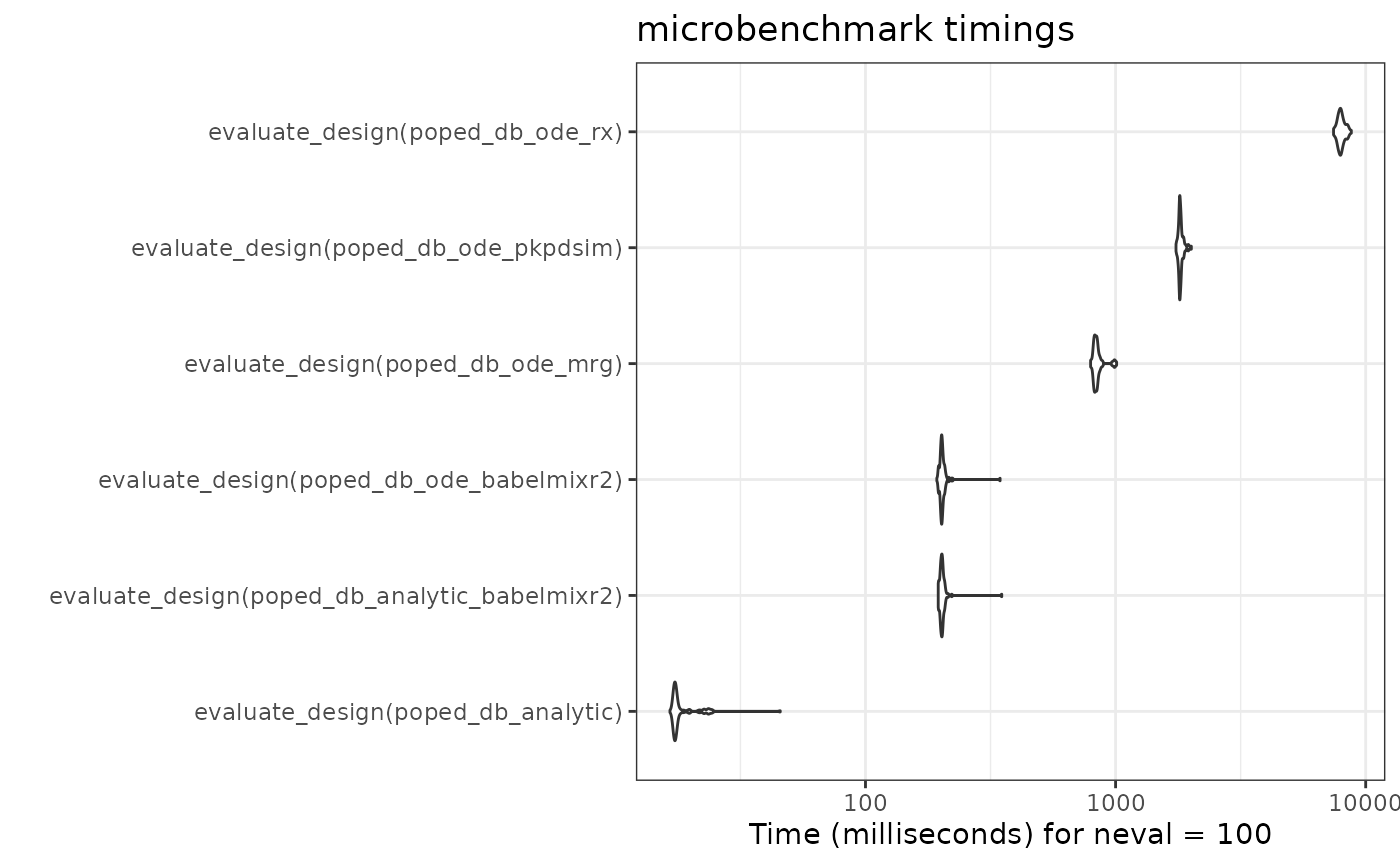 microbenchmark timings
evaluate_design(poped_db_ode_rx)
evaluate_design(poped_db_ode_pkpdsim)
evaluate_design(poped_db_ode_mrg)
evaluate_design(poped_db_ode_babelmixr2)
evaluate_design(poped_db_analytic_babelmixr2)
evaluate_design(poped_db_analytic)
100 1000 10000
Time (milliseconds) for neval = 100